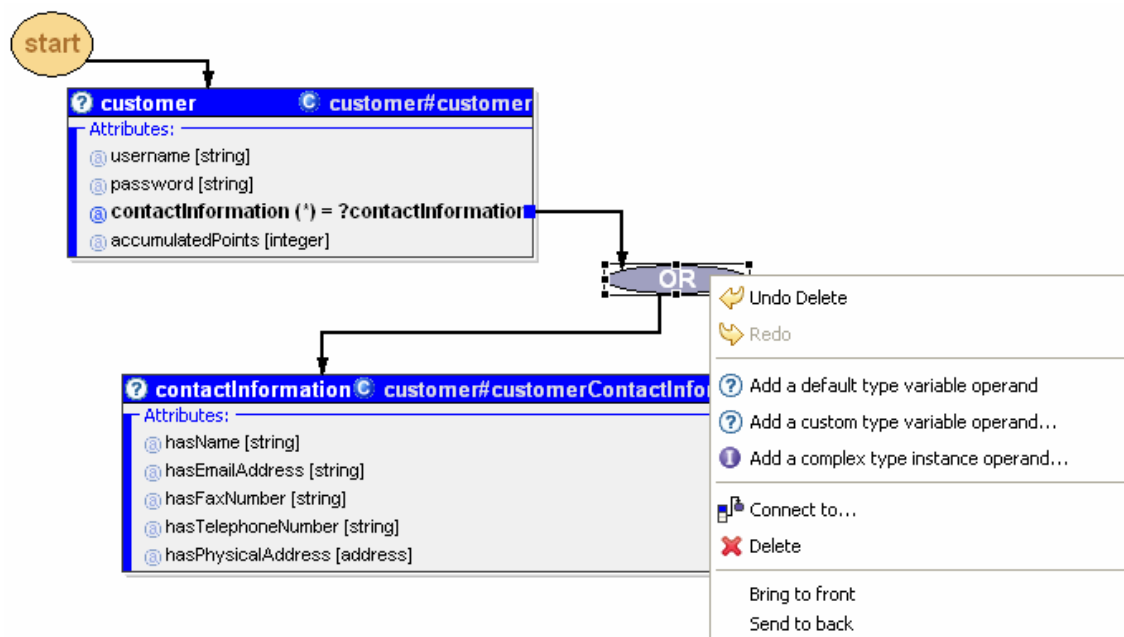 start
? customer C customer#customer
Attributes:
@ username [string]
@ password [string]
@ contactInformation (*) = ?contactInformation
@ accumulatedPoints [integer]
OR
Undo Delete
Redo
? Add a default type variable operand
? Add a custom type variable operand...
I Add a complex type instance operand...
Connect to...
Delete
Bring to front
Send to back
? contactInformation C customer#customerContactInfo
Attributes:
@ hasName [string]
@ hasEmailAddress [string]
@ hasFaxNumber [string]
@ hasTelephoneNumber [string]
@ hasPhysicalAddress [address]